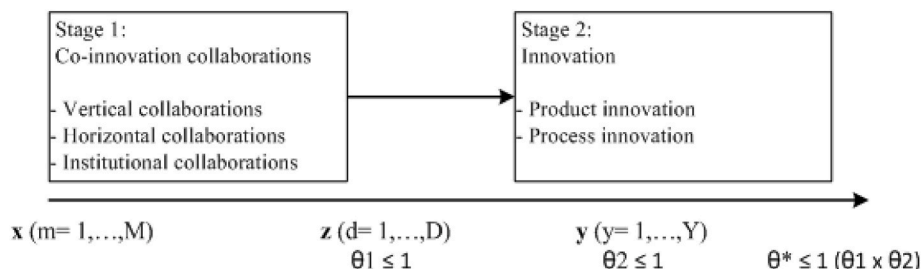 Stage 1:
Co-innovation collaborations
- Vertical collaborations
- Horizontal collaborations
- Institutional collaborations
Stage 2:
Innovation
- Product innovation
- Process innovation
x (m= 1,…,M)
z (d= 1,…,D)
y (y= 1,…,Y)
θ1 ≤ 1
θ2 ≤ 1
θ* ≤ 1 (θ1 x θ2)